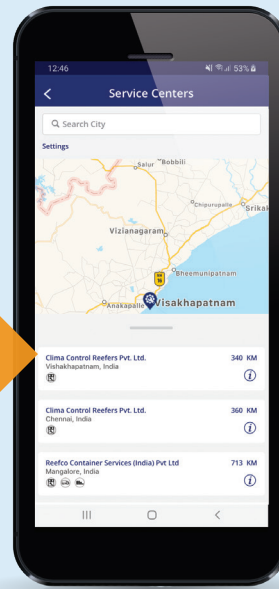 12:46
53%
Service Centers
Search City
Settings
Salur
Bobbili
Chipurupalle
Srikal
Vizianagaram
Bheemunipatnam
16
Anakapalle
Visakhapatnam
Clima Control Reefers Pvt. Ltd.
340 KM
Vishakhapatnam, India
i
Clima Control Reefers Pvt. Ltd.
360 KM
Chennai, India
i
Reefco Container Services (India) Pvt Ltd
713 KM
Mangalore, India
i